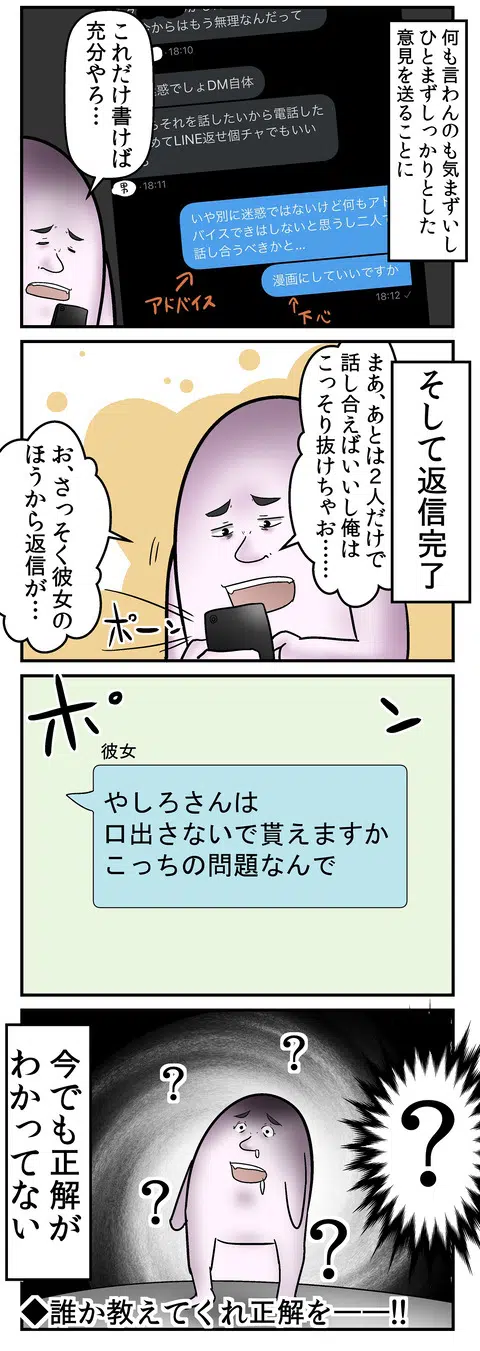 何も言わんのも気まずいし
ひとまずしっかりとした
意見を送ることに
これだけ書けば
充分やろ…
今からはもう無理なんだって
18:10
迷惑でしょDM自体
それを話したいから電話した
めてLINE返せ個チャでもいい
男
18:11
いや別に迷惑ではないけど何もアド
バイスできはしないと思うし二人で
話し合うべきかと...
アドバイス
漫画にしていいですか
下心
18:12
そして返信完了
まあ、あとは2人だけで
話し合えばいいし俺は
こっそり抜けちゃお……
お、さっそく彼女の
ほうから返信が…
ポーン
ポーン
彼女
やしろさんは
口出さないで貰えますか
こっちの問題なんで
?
?
?
?
?
今でも正解が
わかってない
◆誰か教えてくれ正解を――!!